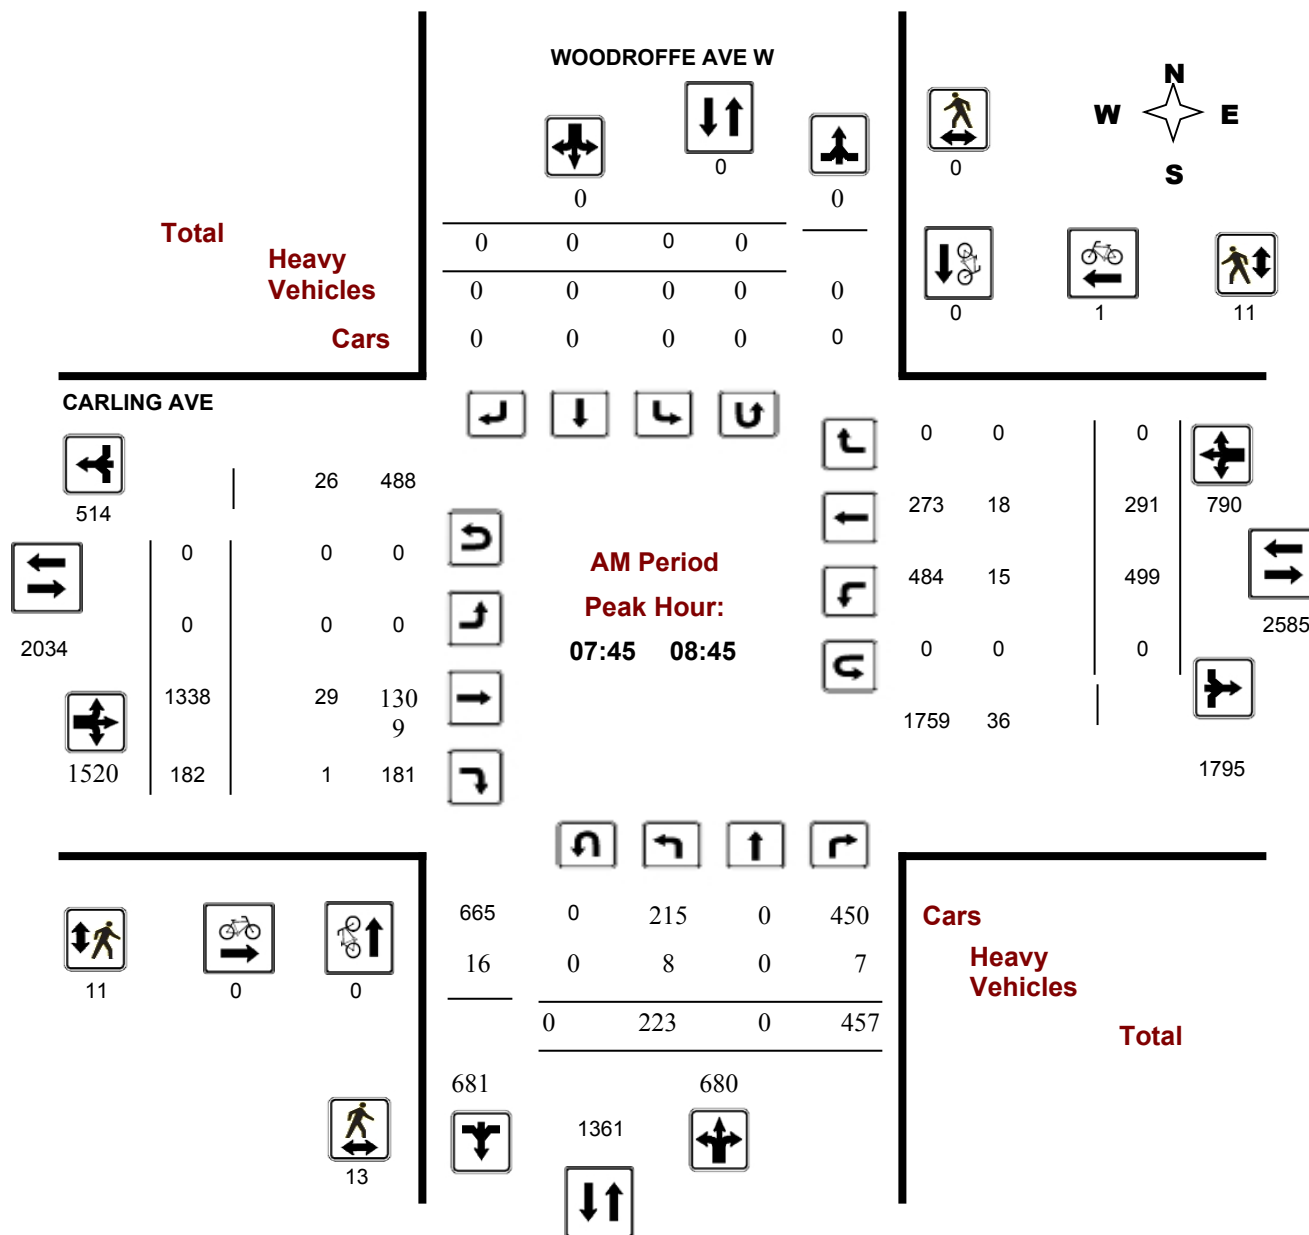 WOODROFFE AVE W
N
W E
S
0
0
0 0
Total
0 0 0 0
Heavy
Vehicles
0 0 0 0 0
0 1 11
Cars
0 0 0 0 0
CARLING AVE
0 0 0
26 488
514
273 18 291 790
0 0 0
AM Period
484 15 499
Peak Hour:
2585
0 0 0
2034
07:45 08:45
0 0 0
1338 29 130
9
1759 36
1520 182 1 181
1795
665 0 215 0 450
Cars
16 0 8 0 7
Heavy
Vehicles
11 0 0
0 223 0 457
Total
681 680
1361
13